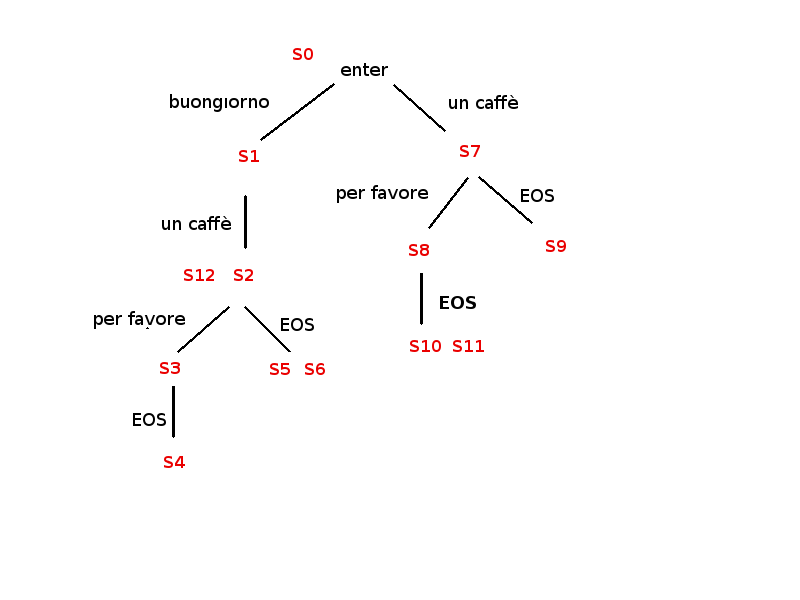 S0
enter
buongiorno
un caffè
S1
S7
per favore
EOS
un caffè
S8
S9
S12 S2
EOS
per favore
EOS
S10 S11
S3
S5 S6
EOS
S4